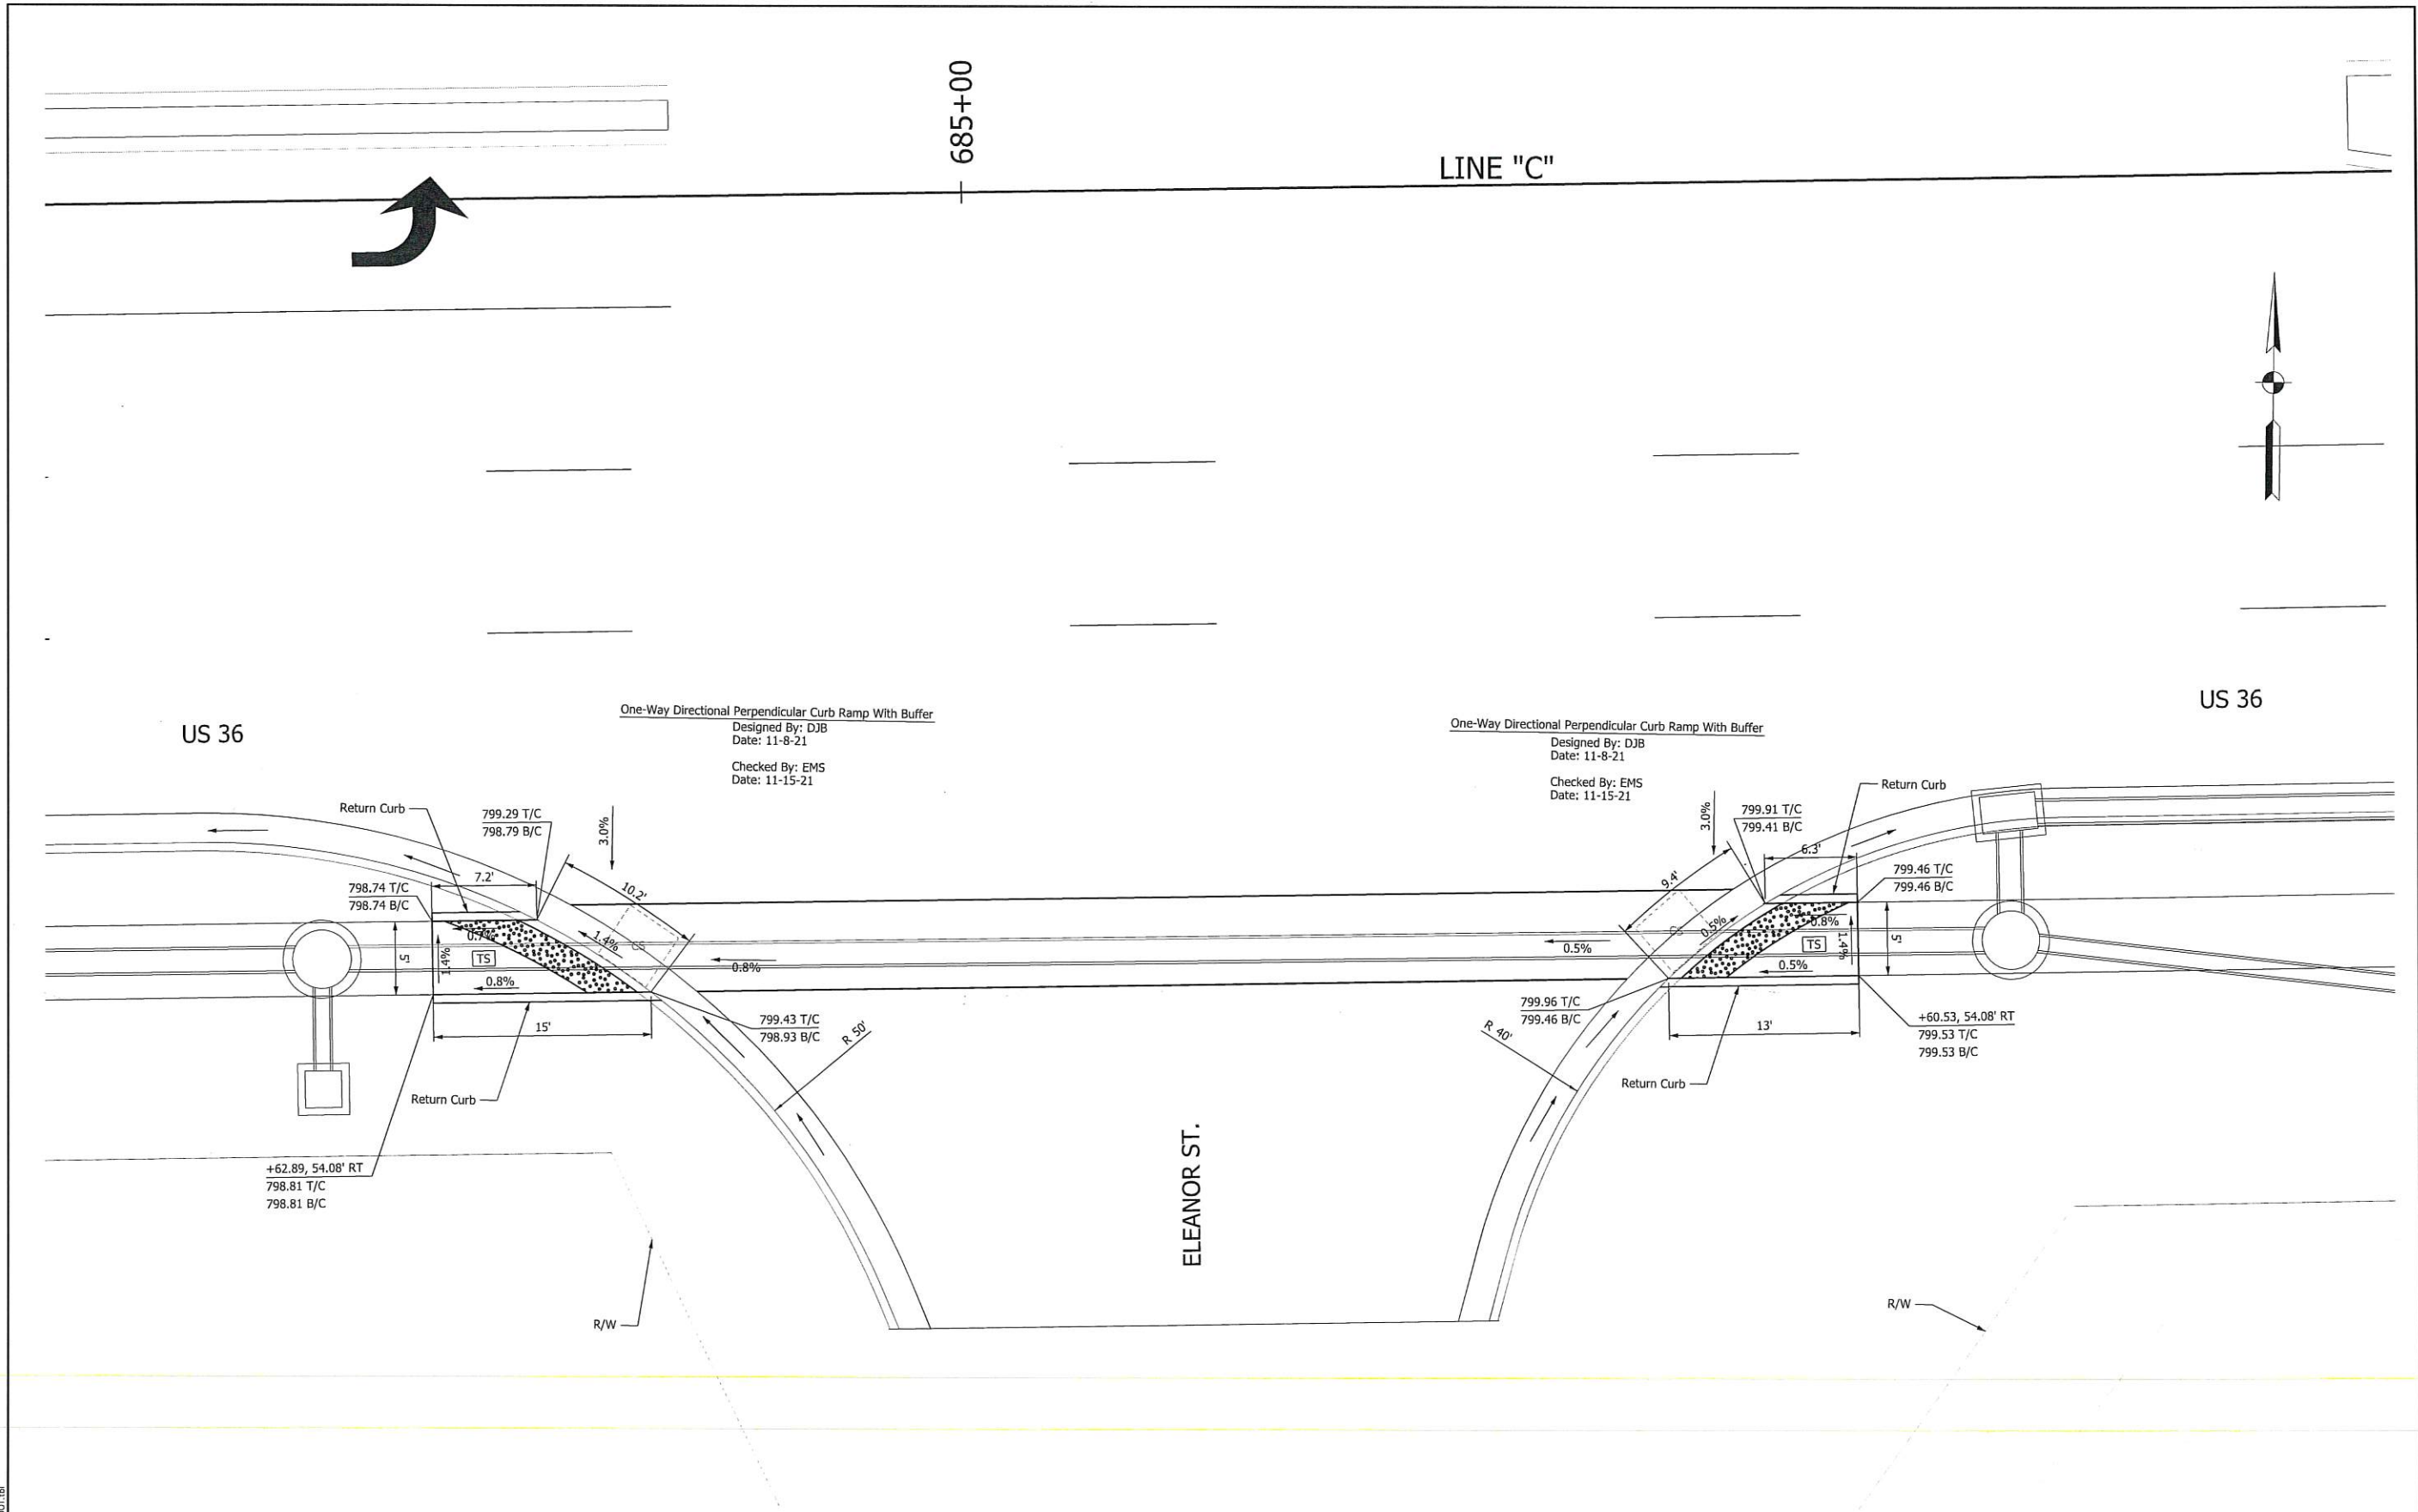 685+00
LINE "C"
US 36
US 36
One-Way Directional Perpendicular Curb Ramp With Buffer
Designed By: DJB
Date: 11-8-21
Checked By: EMS
Date: 11-15-21
One-Way Directional Perpendicular Curb Ramp With Buffer
Designed By: DJB
Date: 11-8-21
Checked By: EMS
Date: 11-15-21
Return Curb
799.29 T/C
798.79 B/C
3.0%
7.2'
10.2'
798.74 T/C
798.74 B/C
0.7%
1.4%
CS
5'
1.4%
TS
0.8%
0.8%
15'
799.43 T/C
798.93 B/C
R 50'
Return Curb
+62.89, 54.08' RT
798.81 T/C
798.81 B/C
R/W
ELEANOR ST.
3.0%
799.91 T/C
799.41 B/C
Return Curb
6.3'
9.4'
799.46 T/C
799.46 B/C
0.5%
0.8%
0.5%
TS
1.4%
5'
0.5%
799.96 T/C
799.46 B/C
R 40'
13'
+60.53, 54.08' RT
799.53 T/C
799.53 B/C
Return Curb
R/W